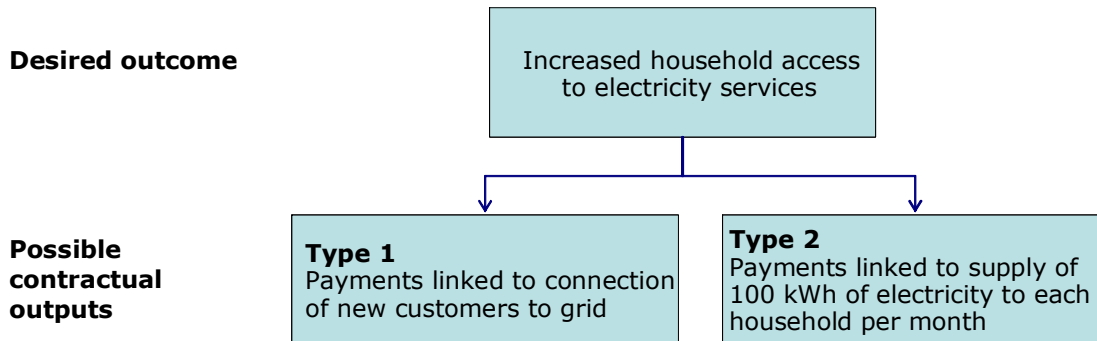 Desired outcome
Increased household access
to electricity services
Possible
contractual
outputs
Type 1
Payments linked to connection
of new customers to grid
Type 2
Payments linked to supply of
100 kWh of electricity to each
household per month